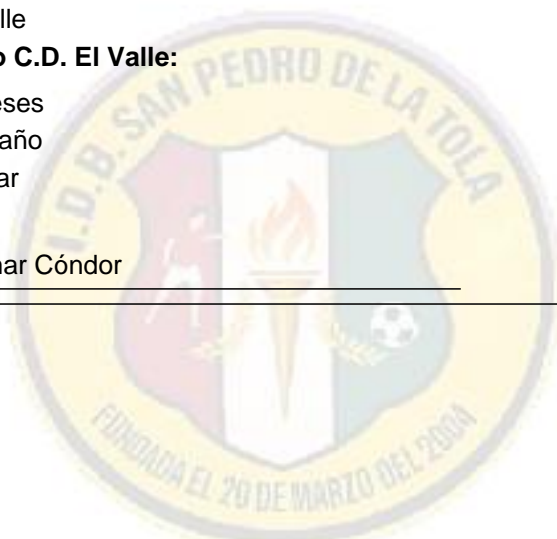 lle
o C.D. El Valle:
eses
año
ar
nar Cóndor
L.D.B. SAN PEDRO DE LA TOLA
FUNDADA EL 20 DE MARZO DEL 2004